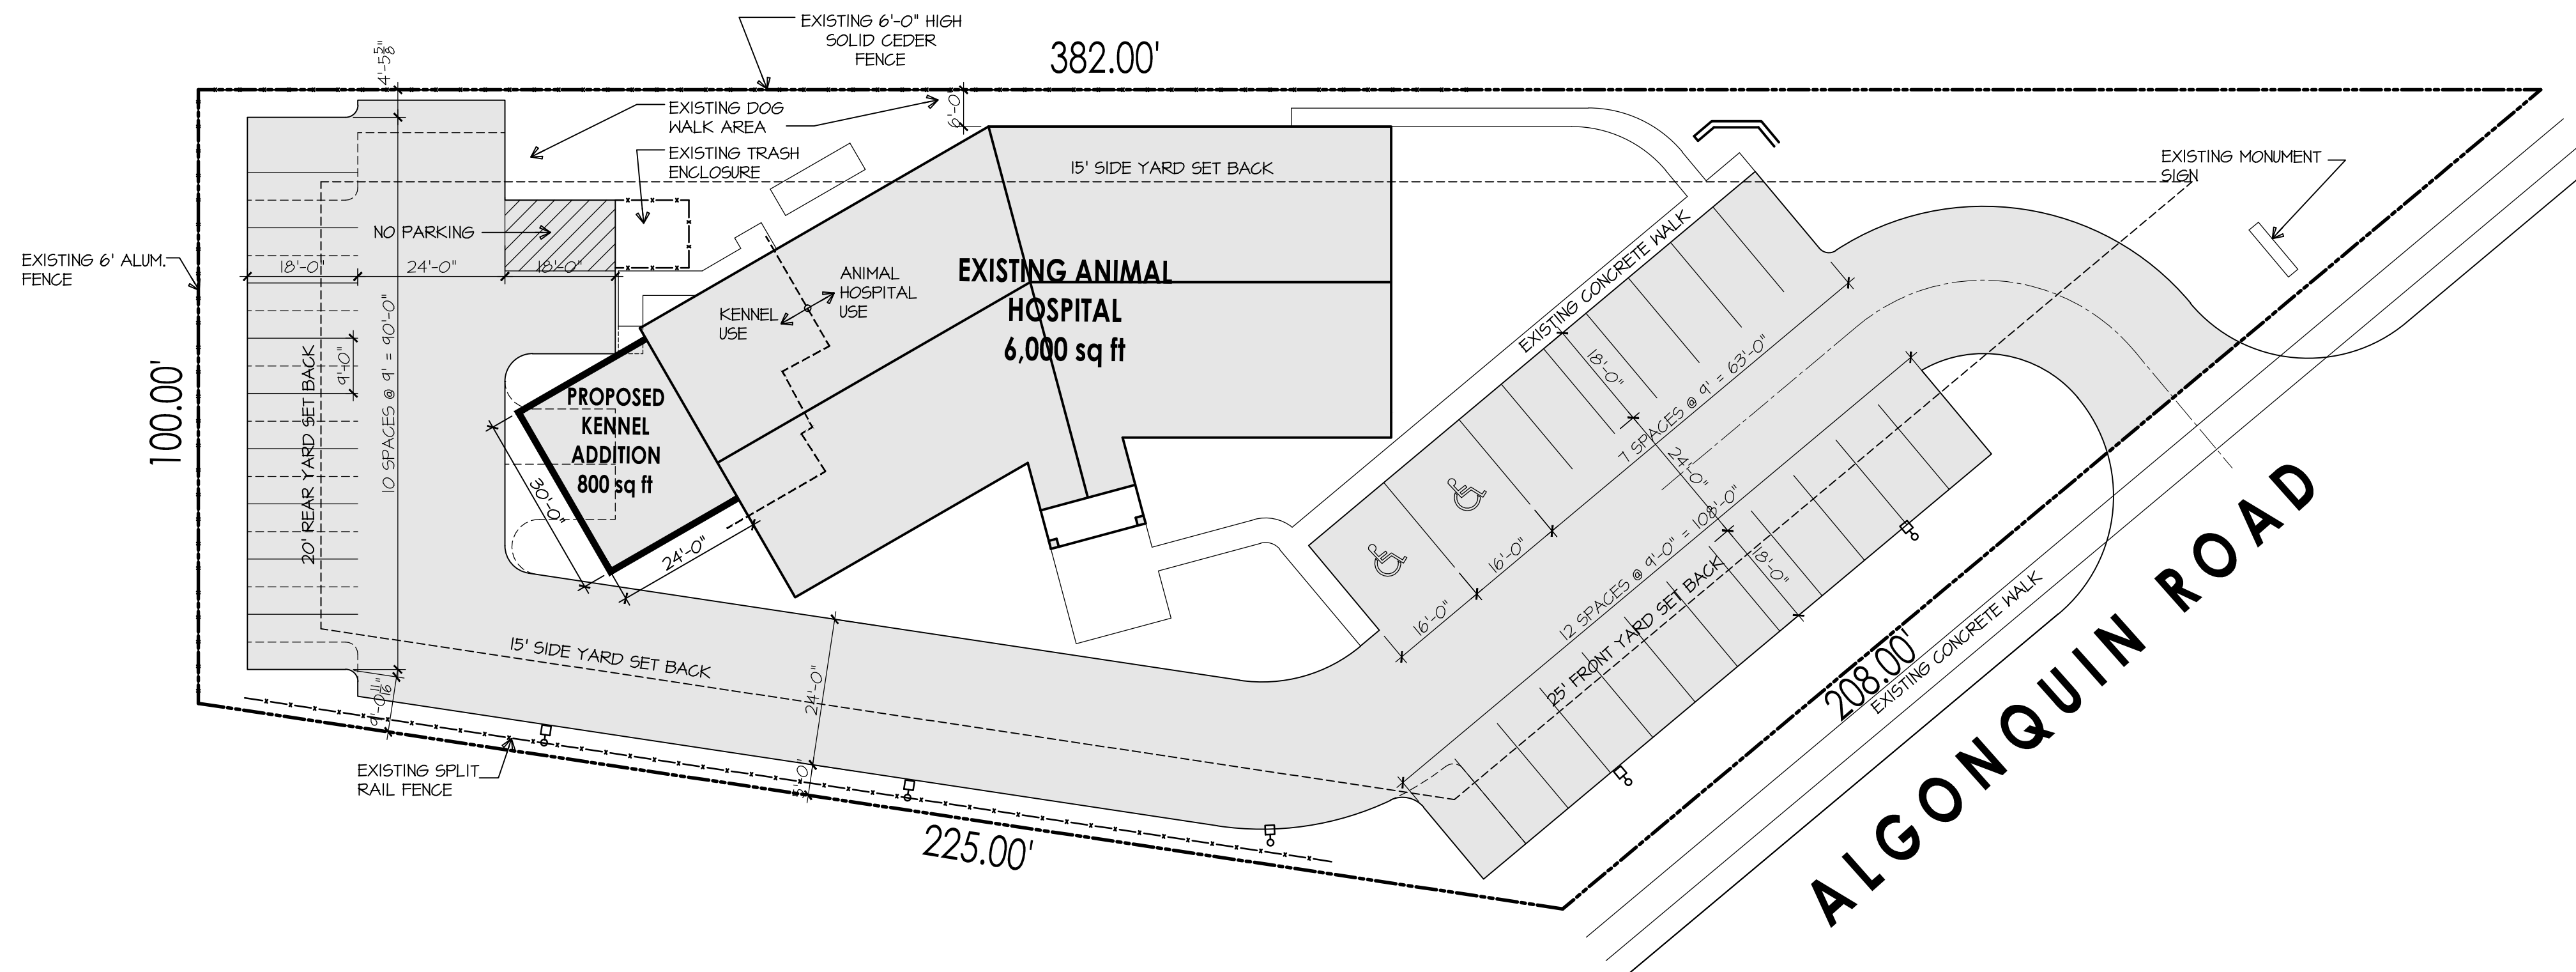 EXISTING 6'-0" HIGH
SOLID CEDER
FENCE
382.00'
4'-5 5/8"
EXISTING DOG
WALK AREA
6'-0
EXISTING TRASH
ENCLOSURE
15' SIDE YARD SET BACK
EXISTING MONUMENT
SIGN
NO PARKING
EXISTING 6' ALUM.
FENCE
18'-0"
24'-0"
18'-0"
ANIMAL
HOSPITAL
USE
KENNEL
USE
EXISTING ANIMAL
HOSPITAL
6,000 sq ft
EXISTING CONCRETE WALK
100.00'
20' REAR YARD SET BACK
9'-0"
10 SPACES @ 9' = 90'-0"
PROPOSED
KENNEL
ADDITION
800 sq ft
30'-0"
24'-0"
18'-0"
7 SPACES @ 9' = 63'-0"
24'-0"
16'-0"
16'-0"
12 SPACES @ 9'-0" = 108'-0"
18'-0"
25' FRONT YARD SET BACK
15' SIDE YARD SET BACK
24'-0"
9'-0 11/16"
EXISTING SPLIT
RAIL FENCE
225.00'
208.00'
EXISTING CONCRETE WALK
ALGONQUIN ROAD